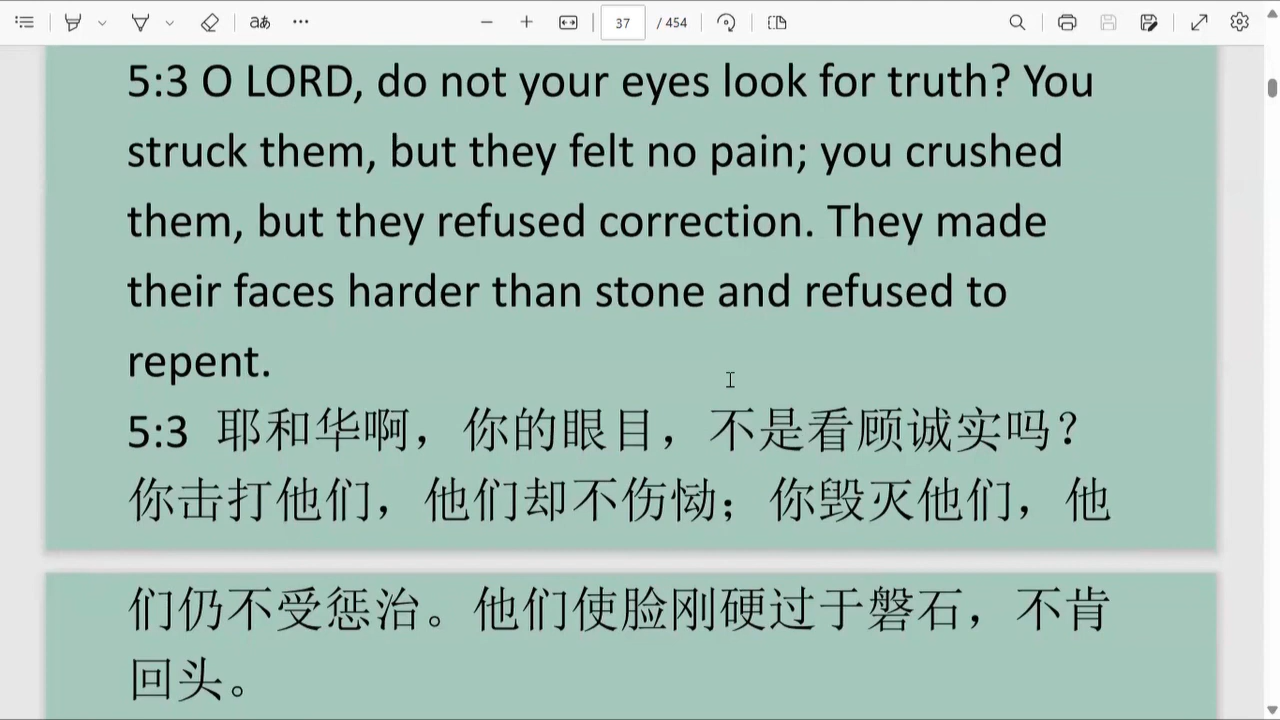 aあ
37
/ 454
5:3 O LORD, do not your eyes look for truth? You
struck them, but they felt no pain; you crushed
them, but they refused correction. They made
their faces harder than stone and refused to
repent.
5:3 耶和华啊，你的眼目，不是看顾诚实吗？
你击打他们，他们却不伤恸；你毁灭他们，他
们仍不受惩治。他们使脸刚硬过于磐石，不肯
回头。